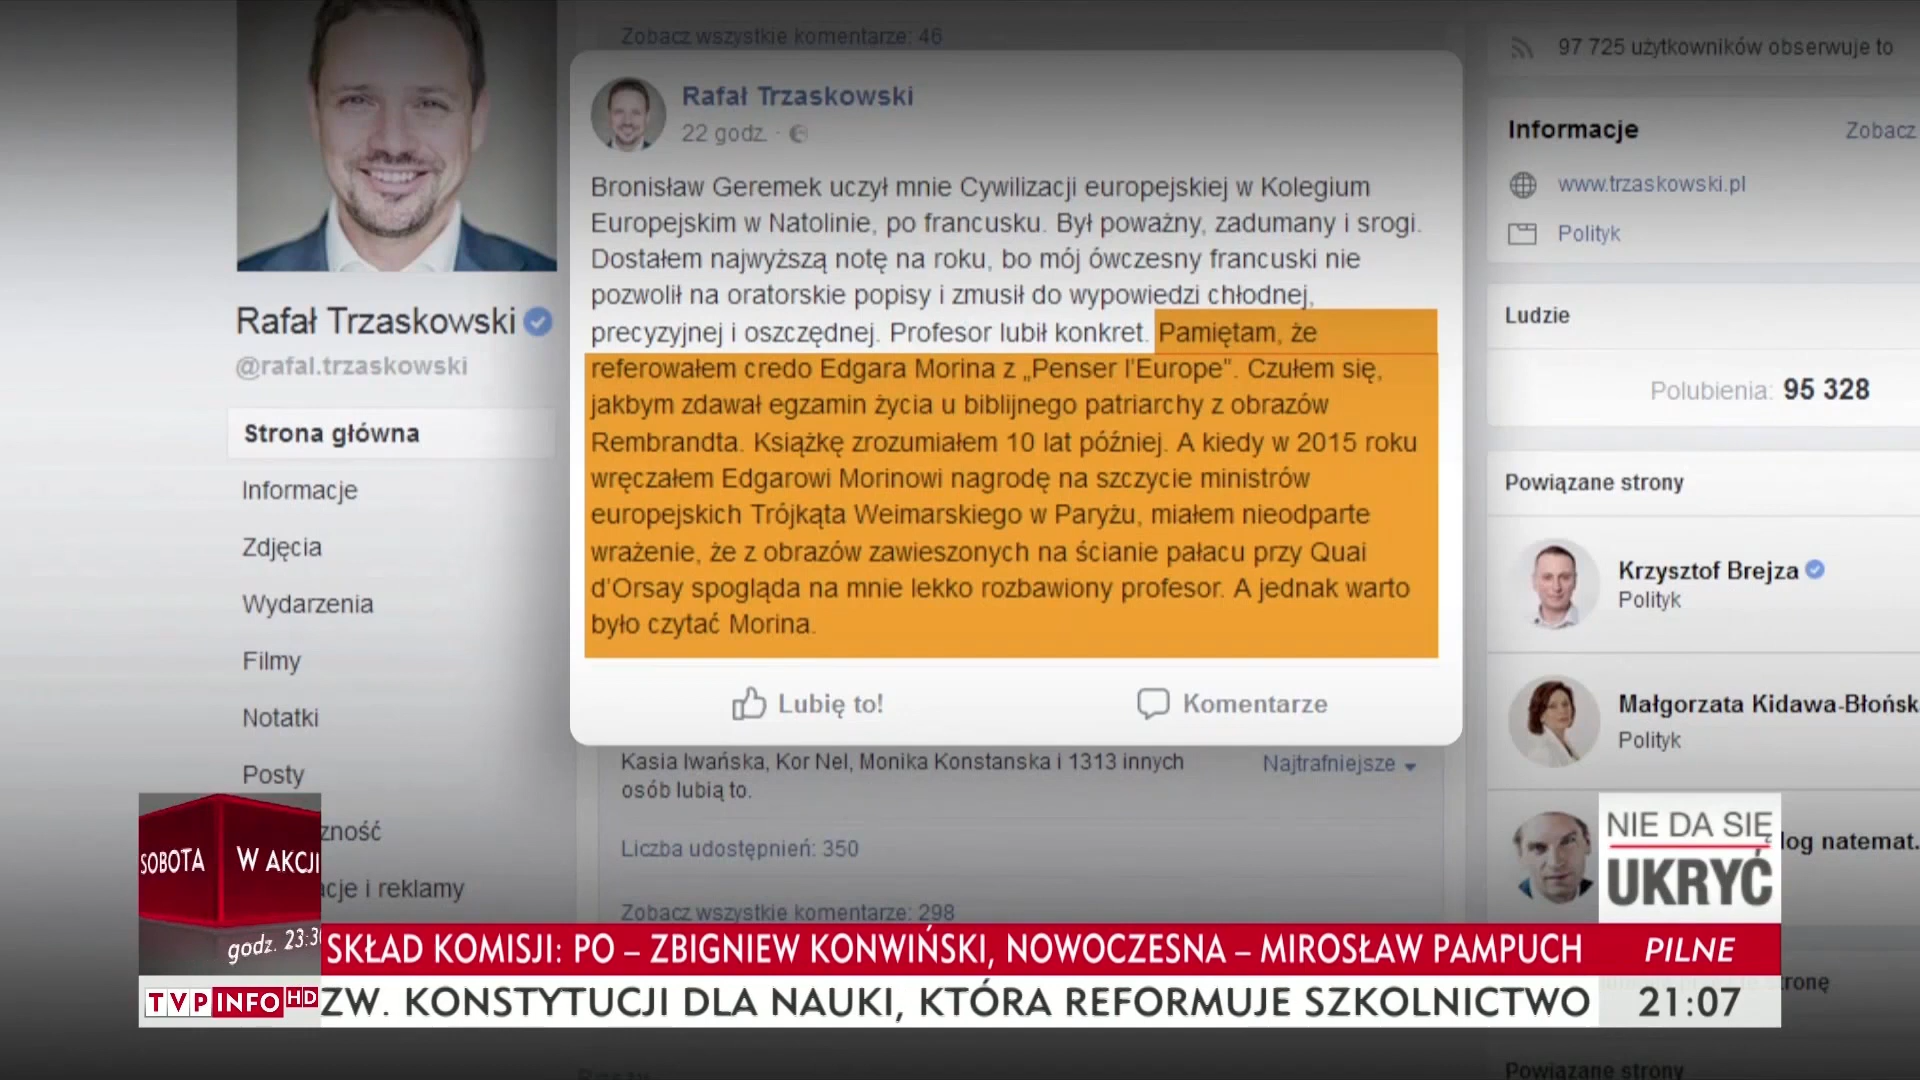 Zobacz wszystkie komentarze: 46
97 725 użytkowników obserwuje to
Rafał Trzaskowski
22 godz.
Bronisław Geremek uczył mnie Cywilizacji europejskiej w Kolegium
Europejskim w Natolinie, po francusku. Był poważny, zadumany i srogi.
Dostałem najwyższą notę na roku, bo mój ówczesny francuski nie
pozwolił na oratorskie popisy i zmusił do wypowiedzi chłodnej,
precyzyjnej i oszczędnej. Profesor lubił konkret. Pamiętam, że
referowałem credo Edgara Morina z „Penser l'Europe”. Czułem się,
jakbym zdawał egzamin życia u biblijnego patriarchy z obrazów
Rembrandta. Książkę zrozumiałem 10 lat później. A kiedy w 2015 roku
wręczałem Edgarowi Morinowi nagrodę na szczycie ministrów
europejskich Trójkąta Weimarskiego w Paryżu, miałem nieodparte
wrażenie, że z obrazów zawieszonych na ścianie pałacu przy Quai
d'Orsay spogląda na mnie lekko rozbawiony profesor. A jednak warto
było czytać Morina.
Lubię to!
Komentarze
Kasia Iwańska, Kor Nel, Monika Konstanska i 1313 innych
osób lubią to.
Najtrafniejsze
Liczba udostępnień: 350
Zobacz wszystkie komentarze: 298
Rafał Trzaskowski
@rafal.trzaskowski
Strona główna
Informacje
Zdjęcia
Wydarzenia
Filmy
Notatki
Posty
zność
acje i reklamy
Informacje
Zobacz
www.trzaskowski.pl
Polityk
Ludzie
Polubienia: 95 328
Powiązane strony
Krzysztof Brejza
Polityk
Małgorzata Kidawa-Błońsk
Polityk
log natemat.
NIE DA SIĘ
UKRYĆ
SOBOTA W AKCJI
godz. 23:30
SKŁAD KOMISJI: PO – ZBIGNIEW KONWIŃSKI, NOWOCZESNA – MIROSŁAW PAMPUCH
PILNE
TVP INFO HD
ZW. KONSTYTUCJI DLA NAUKI, KTÓRA REFORMUJE SZKOLNICTWO
21:07
Powiązane strony